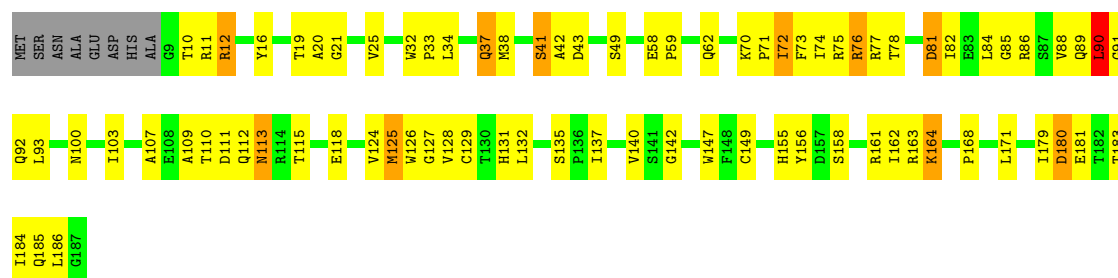 MET SER ASN ALA GLU ASP HIS ALA G9 T10 R11 R12 Y16 T19 A20 G21 V25 W32 P33 L34 Q37 M38 S41 A42 D43 S49 E58 P59 Q62 K70 P71 I72 F73 I74 R75 R76 R77 T78 D81 I82 E83 L84 G85 R86 S87 V88 Q89 L90 G91
Q92 L93 N100 I103 A107 E108 A109 T110 D111 Q112 N113 R114 T115 E118 V124 M125 W126 G127 V128 C129 T130 H131 L132 S135 P136 I137 V140 S141 G142 W147 F148 C149 H155 Y156 D157 S158 R161 I162 R163 K164 P168 L171 I179 D180 E181 T182 T183
I184 Q185 L186 G187